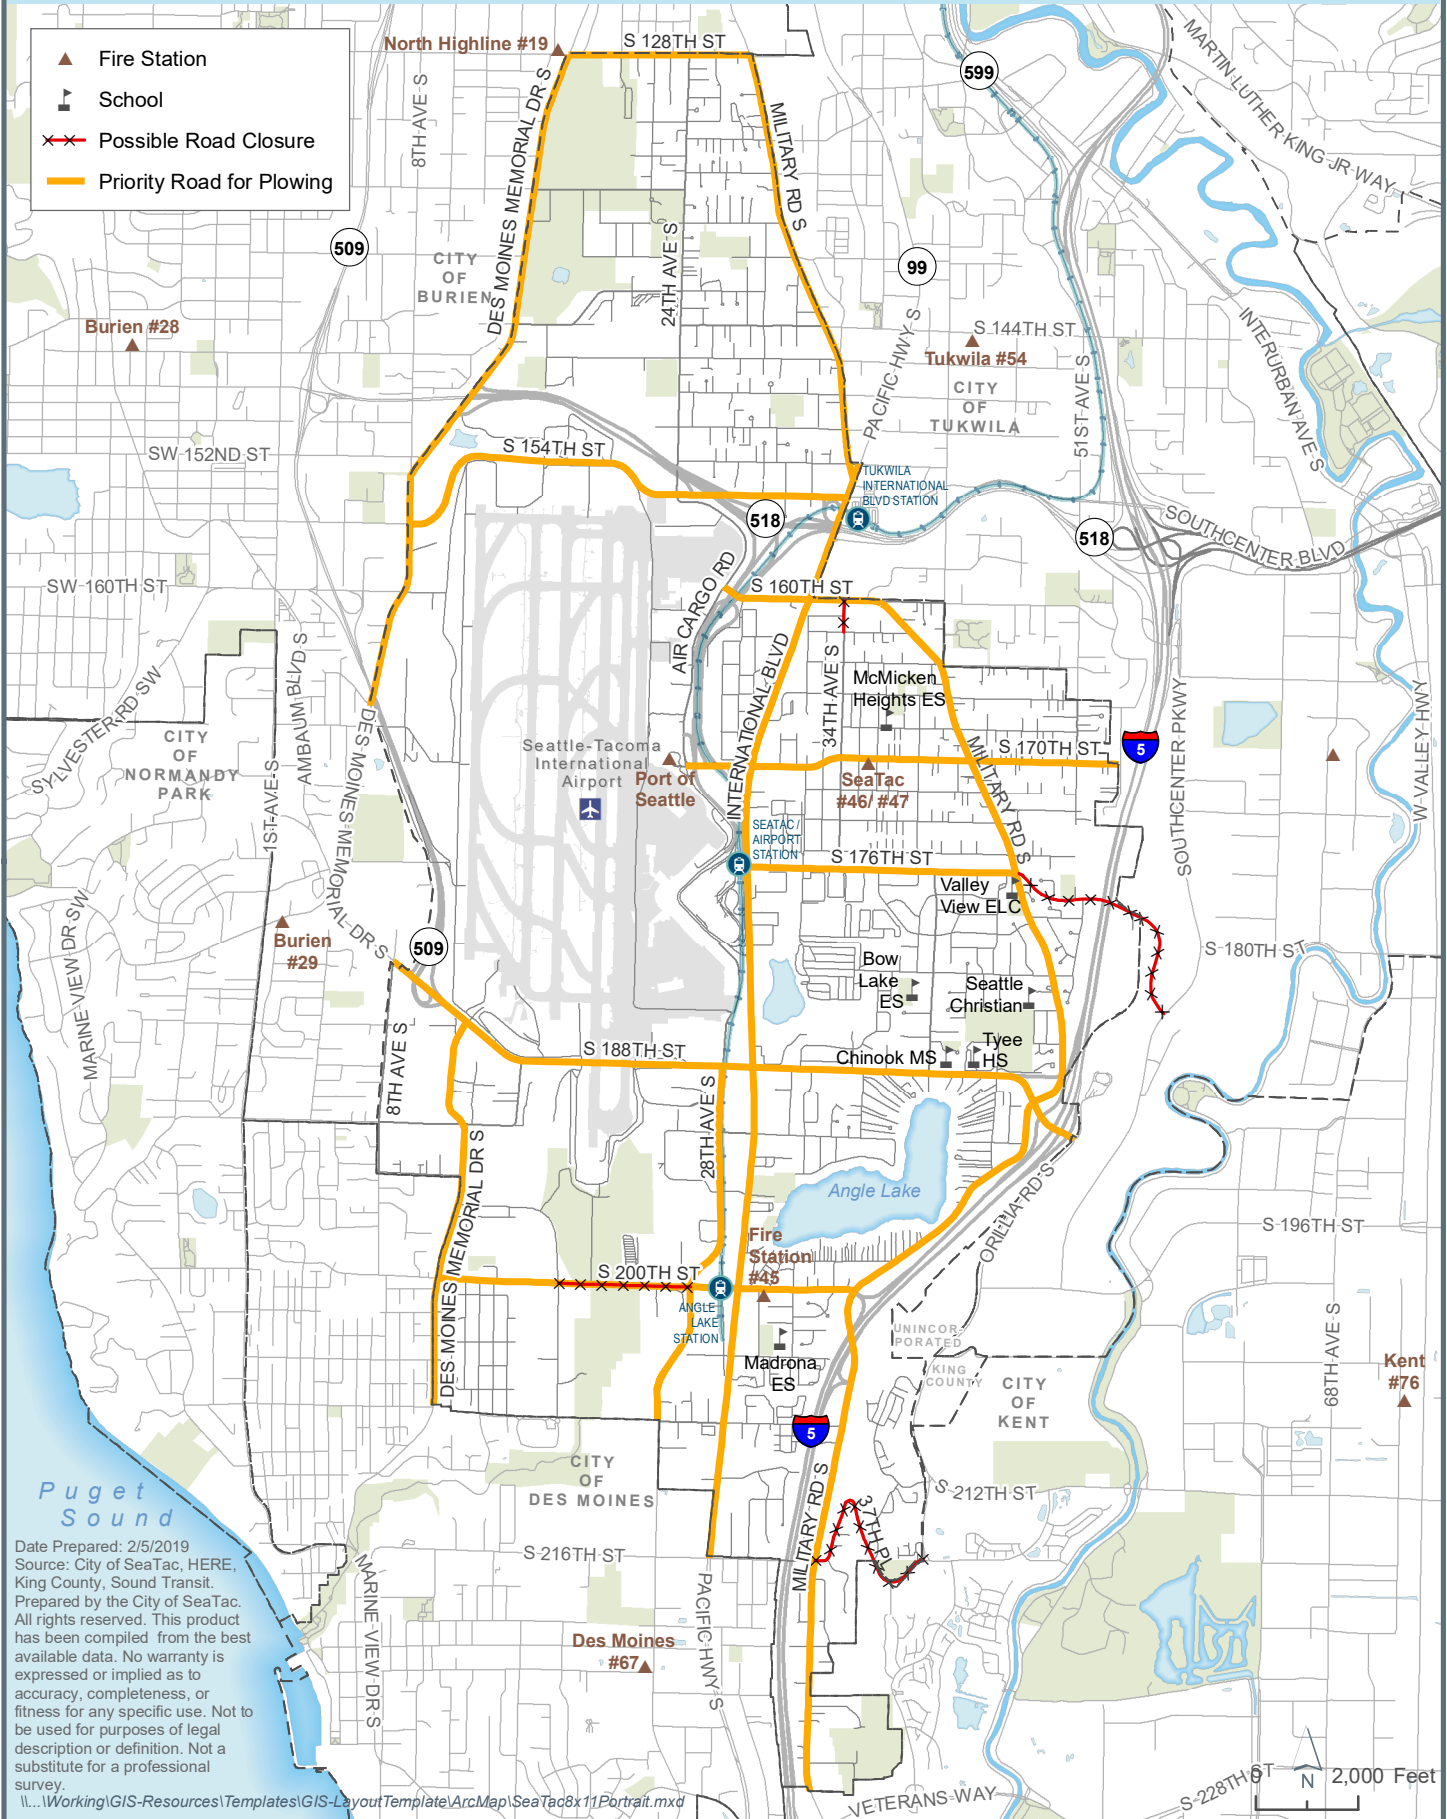 Fire Station
School
Possible Road Closure
Priority Road for Plowing
North Highline #19
S 128TH ST
599
MARTIN LUTHER KING JR WAY
8TH AVE S
DES MOINES MEMORIAL DR S
MILITARY RD S
24TH AVE S
509
99
CITY
OF
BURIEN
Burien #28
S 144TH ST
Tukwila #54
PACIFIC HWY S
CITY
OF
TUKWILA
51ST AVE S
INTERURBAN AVE S
SW 152ND ST
S 154TH ST
TUKWILA
INTERNATIONAL
BLVD STATION
518
518
SOUTHCENTER BLVD
SW 160TH ST
AIR CARGO RD
S 160TH ST
SYLVESTER RD SW
AMBAUM BLVD S
INTERNATIONAL BLVD
34TH AVE S
McMicken
Heights ES
SOUTHCENTER PKWY
W VALLEY HWY
CITY
OF
NORMANDY
PARK
1ST AVE S
DES MOINES MEMORIAL DR S
Seattle-Tacoma
International
Airport
Port of
Seattle
SeaTac
#46/ #47
MILITARY RD S
S 170TH ST
5
SEATAC /
AIRPORT
STATION
S 176TH ST
Valley
View ELC
MARINE VIEW DR SW
Burien
#29
509
S 180TH ST
Bow
Lake
ES
Seattle
Christian
8TH AVE S
S 188TH ST
Chinook MS
Tyee
HS
28TH AVE S
DES MOINES MEMORIAL DR S
Angle Lake
ORILLIA RD S
S 196TH ST
Fire
Station
#45
S 200TH ST
ANGLE
LAKE
STATION
UNINCOR-
PORATED
KING
COUNTY
68TH AVE S
Kent
#76
Madrona
ES
CITY
OF
KENT
5
CITY
OF
DES MOINES
S 212TH ST
MILITARY RD S
37TH PL
Puget
Sound
S 216TH ST
MARINE VIEW DR S
PACIFIC HWY S
Des Moines
#67
Date Prepared: 2/5/2019
Source: City of SeaTac, HERE,
King County, Sound Transit.
Prepared by the City of SeaTac.
All rights reserved. This product
has been compiled from the best
available data. No warranty is
expressed or implied as to
accuracy, completeness, or
fitness for any specific use. Not to
be used for purposes of legal
description or definition. Not a
substitute for a professional
survey.
\\...\Working\GIS-Resources\Templates\GIS-LayoutTemplate\ArcMap\SeaTac8x11Portrait.mxd
VETERANS WAY
S 228TH ST
0
N
2,000 Feet